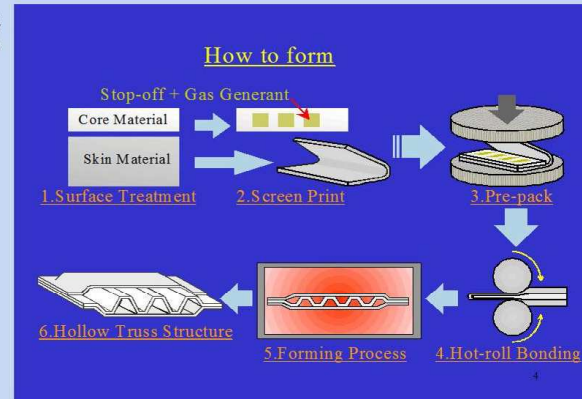 How to form
Stop-off + Gas Generant
Core Material
Skin Material
1.Surface Treatment
2.Screen Print
3.Pre-pack
6.Hollow Truss Structure
5.Forming Process
4.Hot-roll Bonding
4